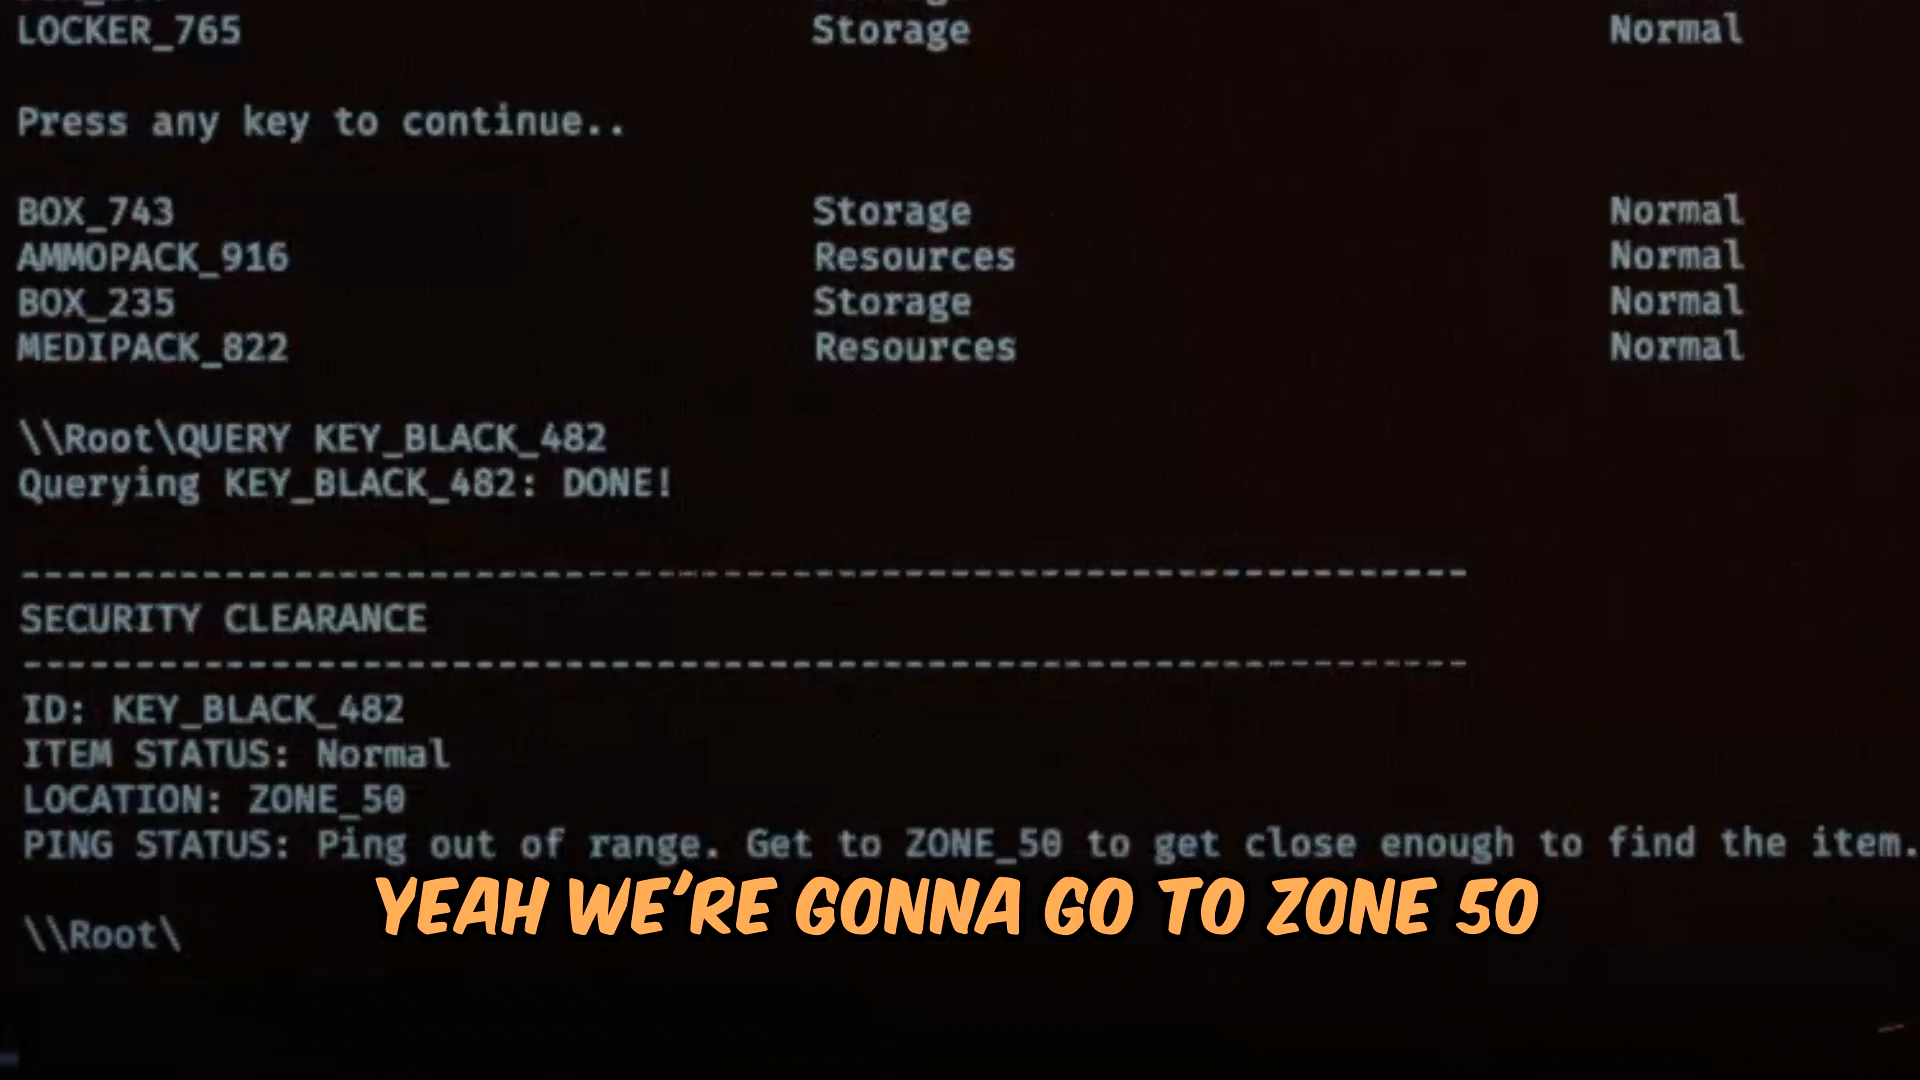 LOCKER_765 Storage Normal
Press any key to continue..
BOX_743 Storage Normal
AMMOPACK_916 Resources Normal
BOX_235 Storage Normal
MEDIPACK_822 Resources Normal
\\Root\QUERY KEY_BLACK_482
Querying KEY_BLACK_482: DONE!
--------------------------------------------------------------------------------
SECURITY CLEARANCE
--------------------------------------------------------------------------------
ID: KEY_BLACK_482
ITEM STATUS: Normal
LOCATION: ZONE_50
PING STATUS: Ping out of range. Get to ZONE_50 to get close enough to find the item.
YEAH WE'RE GONNA GO TO ZONE 50
\\Root\